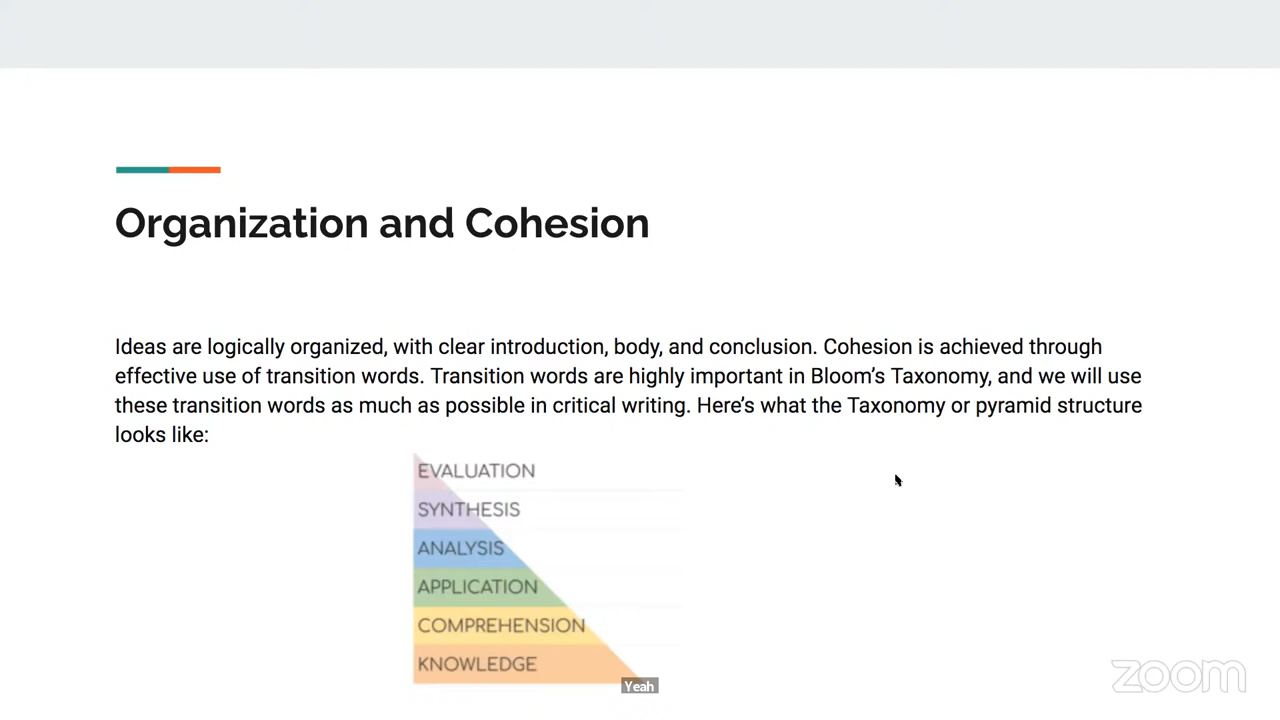 Organization and Cohesion
Ideas are logically organized, with clear introduction, body, and conclusion. Cohesion is achieved through
effective use of transition words. Transition words are highly important in Bloom’s Taxonomy, and we will use
these transition words as much as possible in critical writing. Here’s what the Taxonomy or pyramid structure
looks like:
EVALUATION
SYNTHESIS
ANALYSIS
APPLICATION
COMPREHENSION
KNOWLEDGE
Yeah
zoom